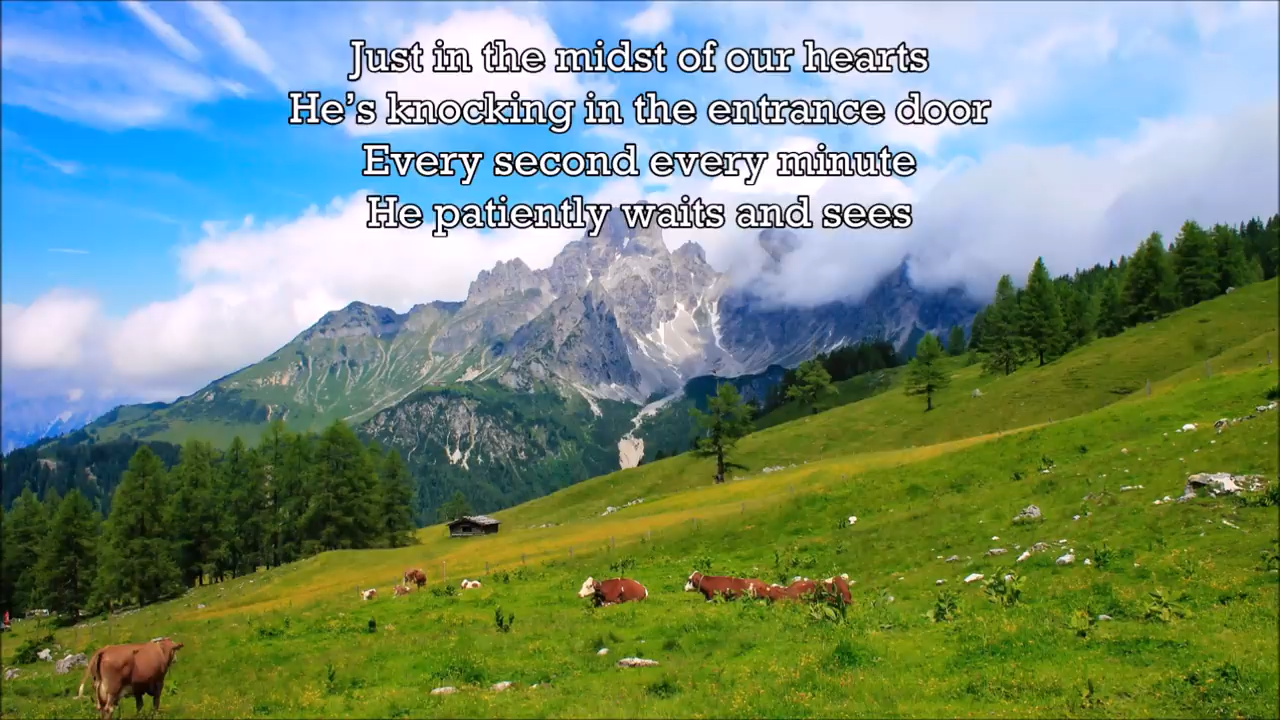 Just in the midst of our hearts
He’s knocking in the entrance door
Every second every minute
He patiently waits and sees